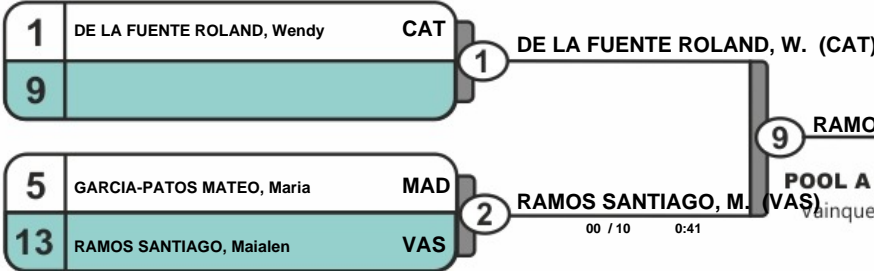 1 DE LA FUENTE ROLAND, Wendy CAT
9
1 DE LA FUENTE ROLAND, W. (CAT)
5 GARCIA-PATOS MATEO, Maria MAD
13 RAMOS SANTIAGO, Maialen VAS
2 RAMOS SANTIAGO, M. (VAS)
00 / 10 0:41
9 RAMO
POOL A
Vainque